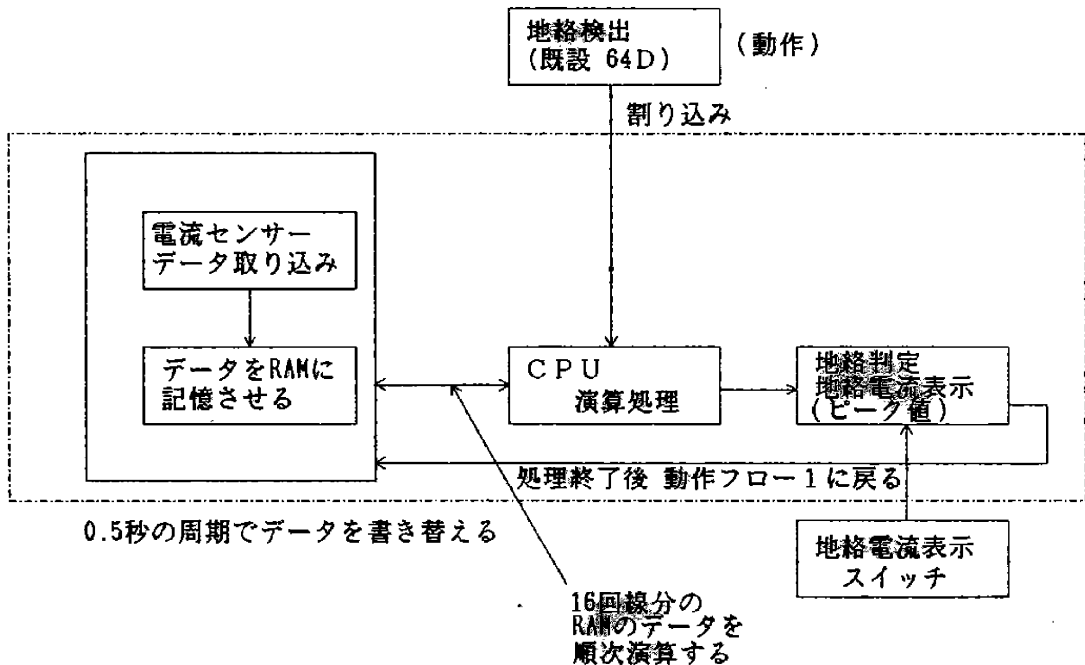 地絡検出
(既設 64D)
(動作)
割り込み
電流センサー
データ取り込み
データをRAMに
記憶させる
CPU
演算処理
地絡判定
地絡電流表示
(ピーク値)
処理終了後 動作フロー1に戻る
0.5秒の周期でデータを書き替える
地絡電流表示
スイッチ
16回線分の
RAMのデータを
順次演算する